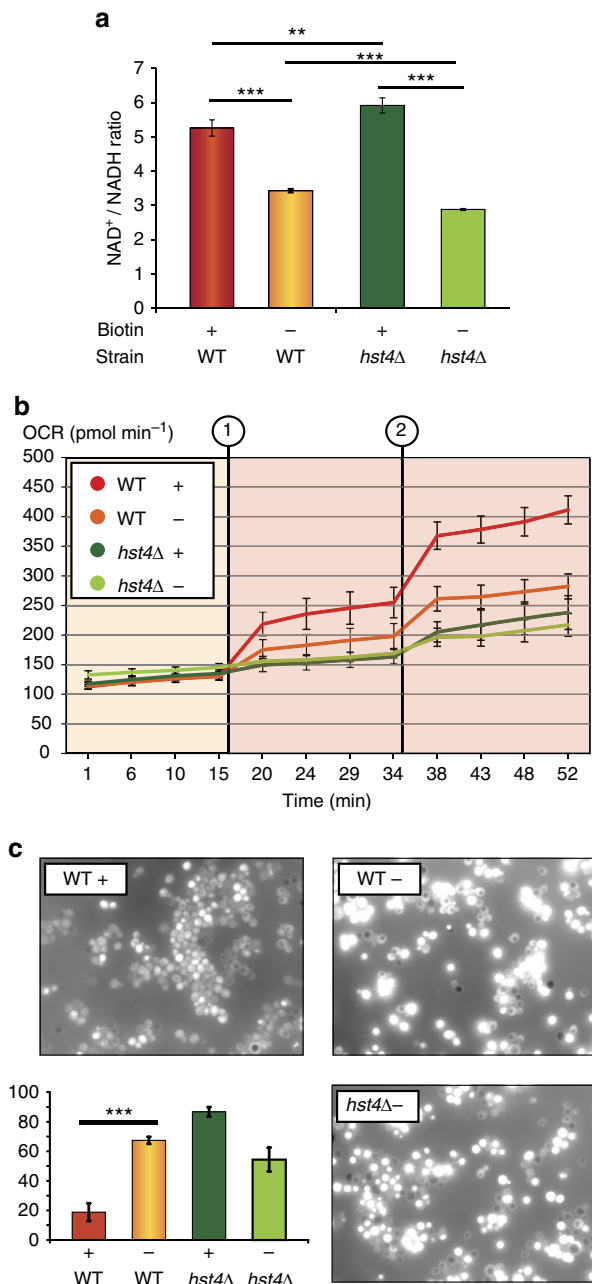 a
**
***
*** ***
7
6
5
4
3
2
1
0
NAD+ / NADH ratio
Biotin + – + –
Strain WT WT hst4Δ hst4Δ
b
OCR (pmol min–1)
1 2
500
450
400
350
300
250
200
150
100
50
0
WT +
WT –
hst4Δ +
hst4Δ –
1 6 10 15 20 24 29 34 38 43 48 52
Time (min)
c
WT +
WT –
100
80
60
40
20
0
***
+ – + –
WT WT hst4Δ hst4Δ
hst4Δ–